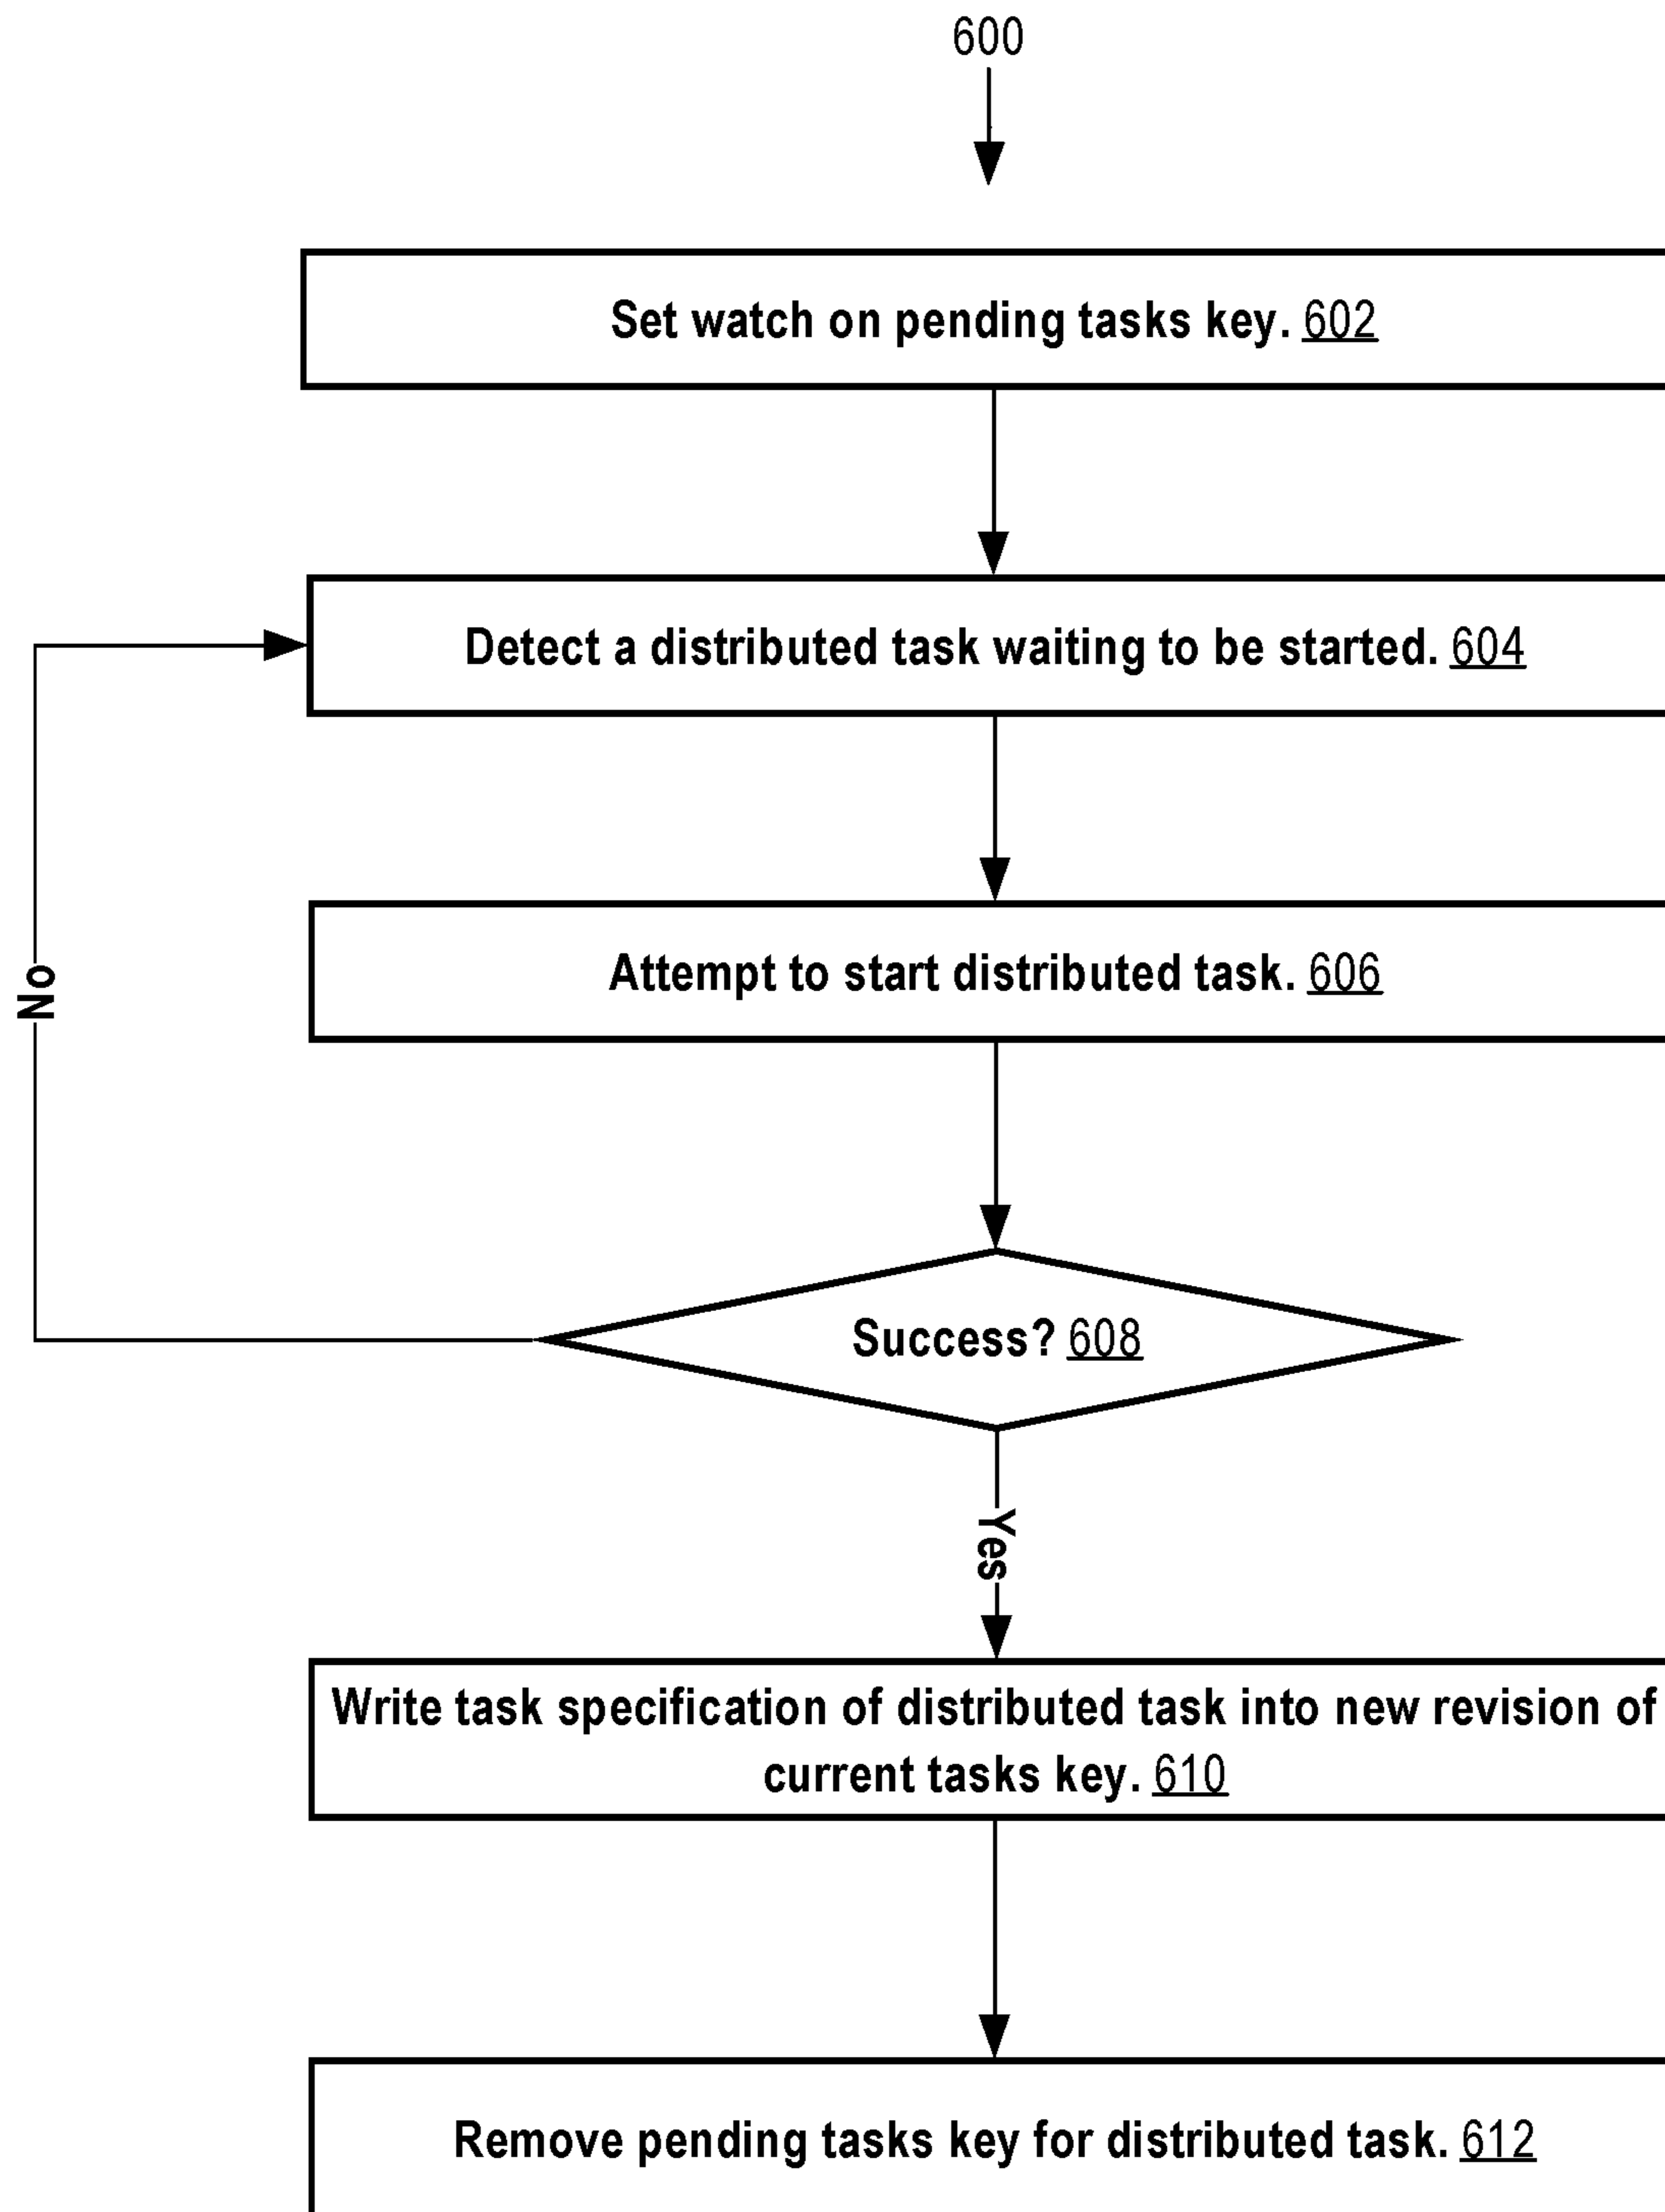 600
Set watch on pending tasks key. 602
Detect a distributed task waiting to be started. 604
Attempt to start distributed task. 606
No
Success? 608
Yes
Write task specification of distributed task into new revision of
current tasks key. 610
Remove pending tasks key for distributed task. 612